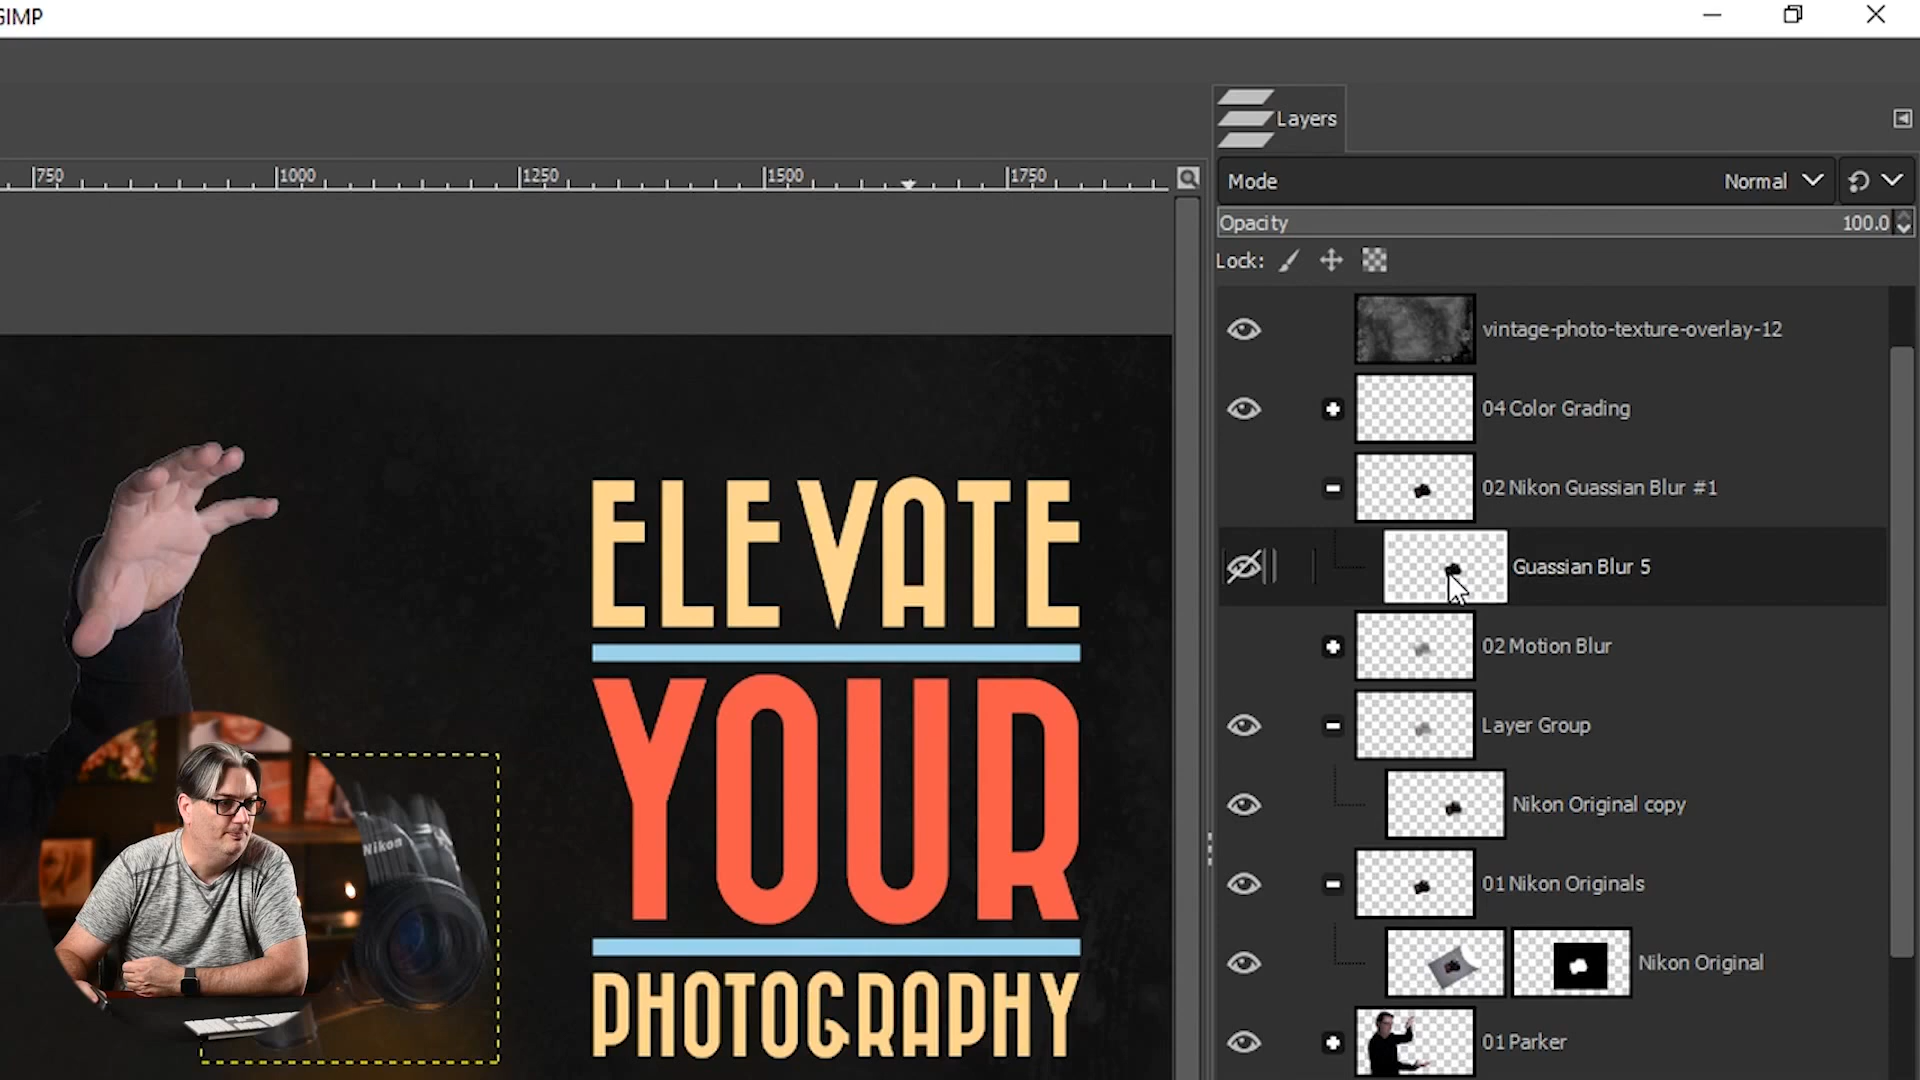 GIMP
Layers
750 1000 1250 1500 1750
Mode Normal
Opacity 100.0
Lock:
vintage-photo-texture-overlay-12
04 Color Grading
02 Nikon Guassian Blur #1
Guassian Blur 5
02 Motion Blur
Layer Group
Nikon Original copy
01 Nikon Originals
Nikon Original
01 Parker
ELEVATE
YOUR
PHOTOGRAPHY
Nikon